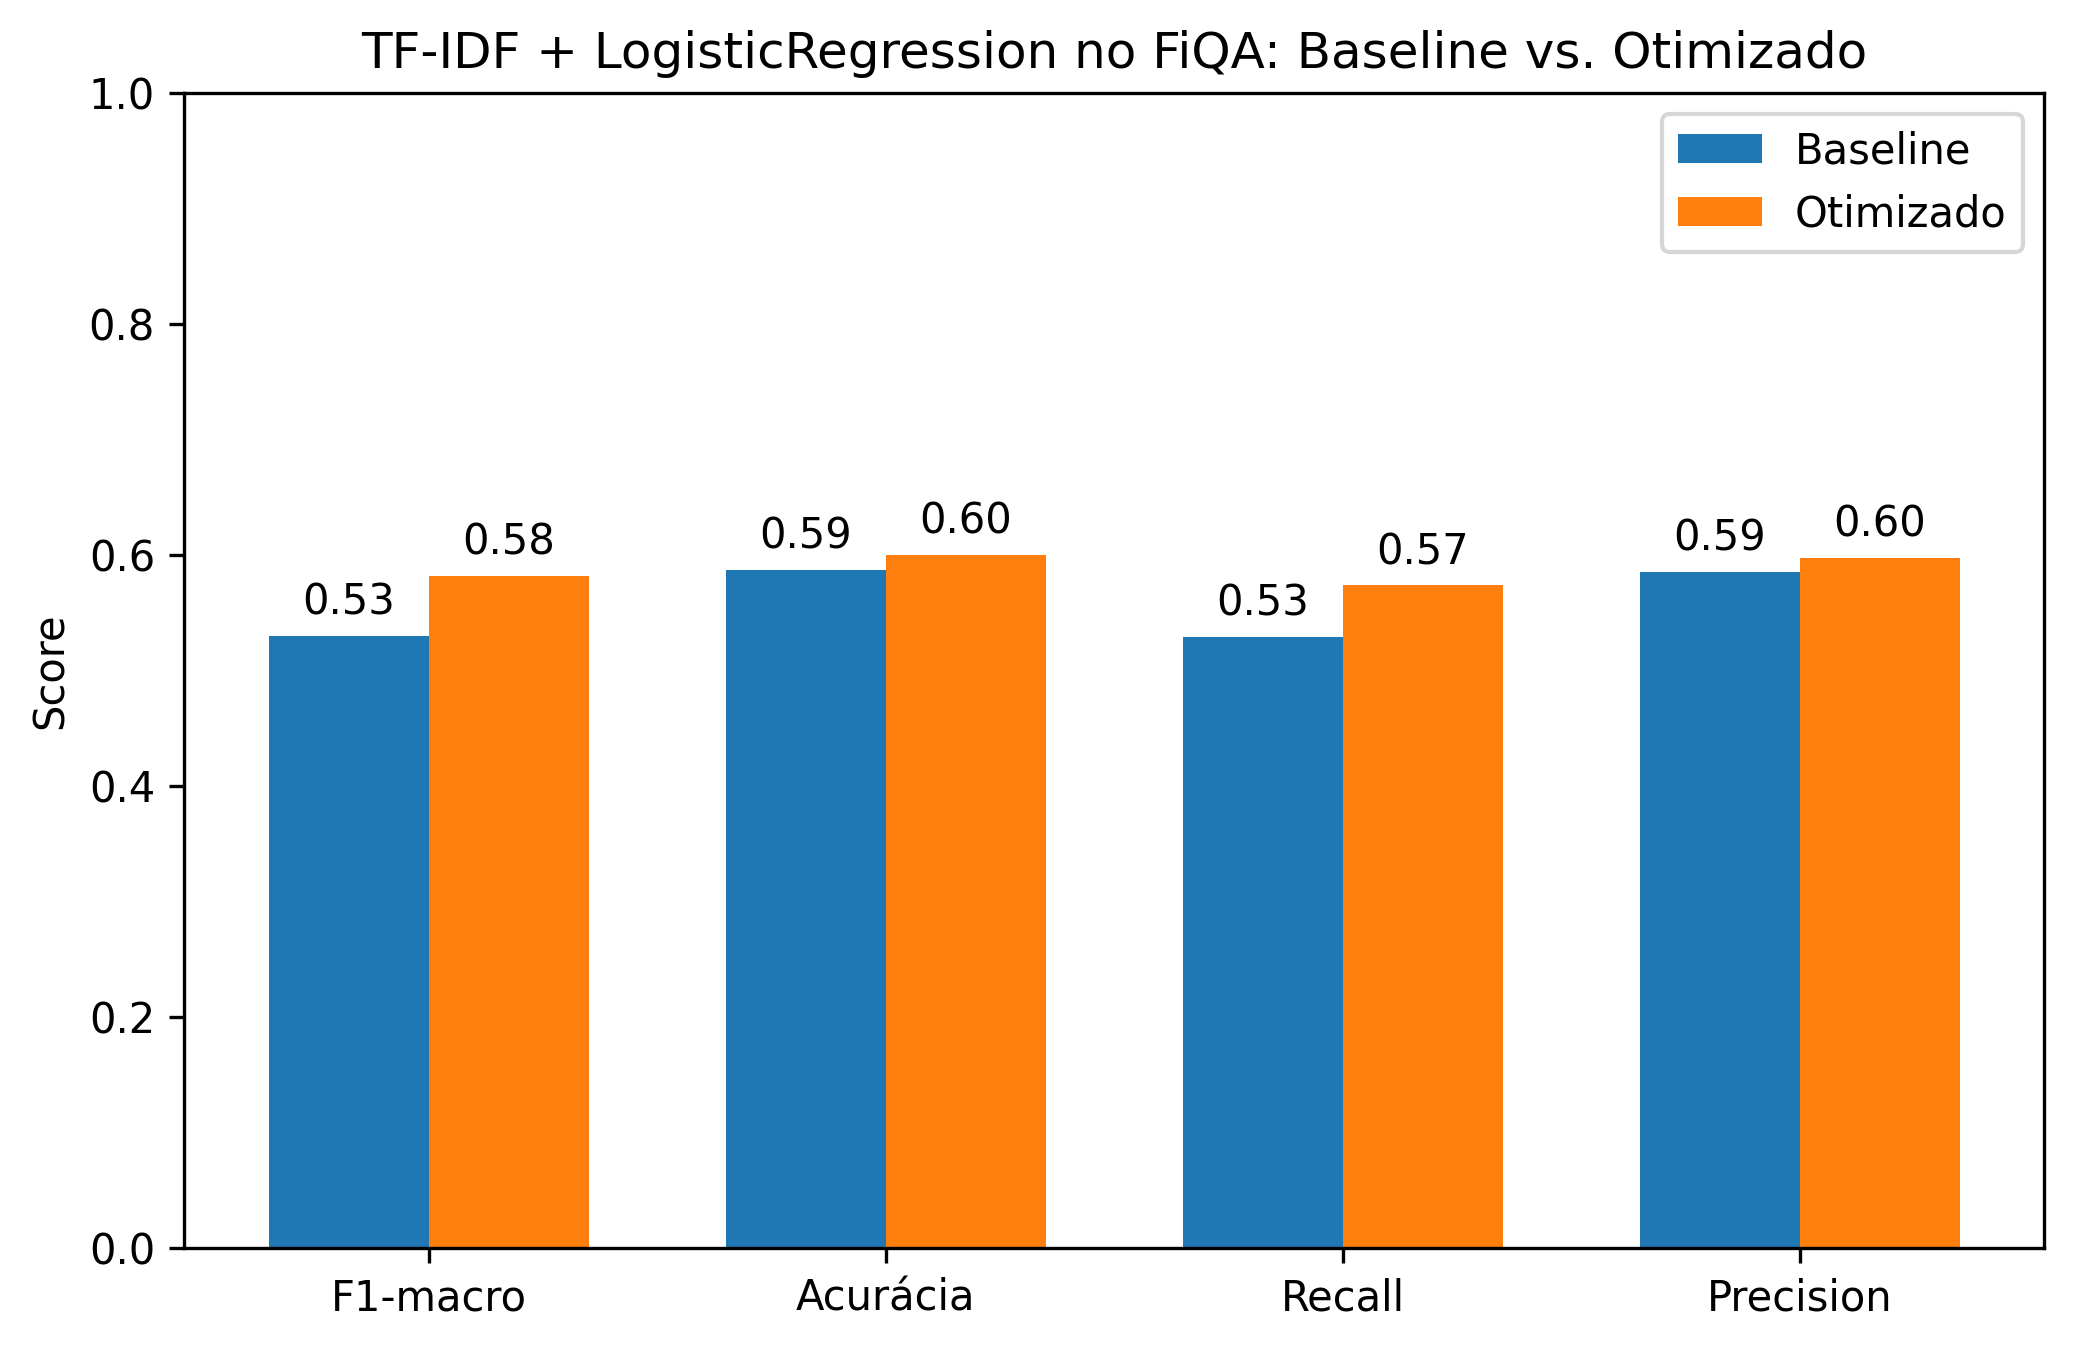 TF-IDF + LogisticRegression no FiQA: Baseline vs. Otimizado
Baseline
Otimizado
Score
1.0
0.8
0.6
0.4
0.2
0.0
0.53
0.58
0.59
0.60
0.53
0.57
0.59
0.60
F1-macro
Acurácia
Recall
Precision